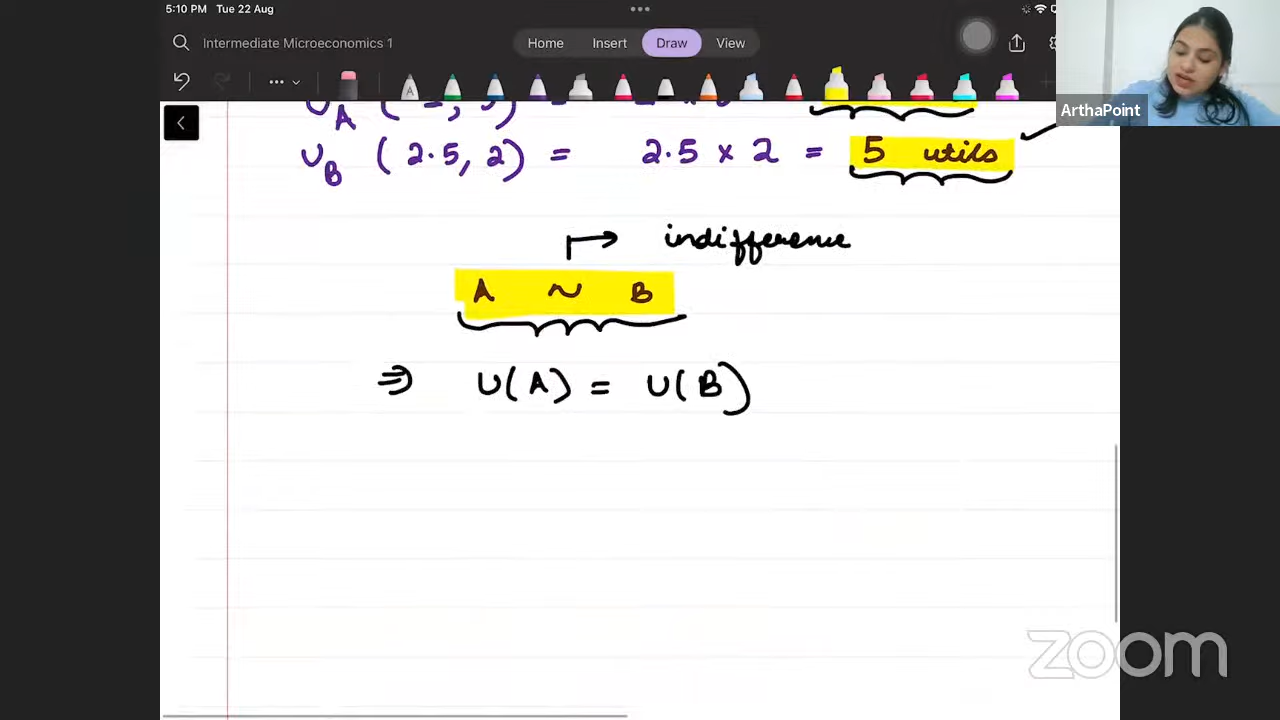 5:10 PM Tue 22 Aug
Intermediate Microeconomics 1
Home Insert Draw View
ArthaPoint
U_A
U_B (2.5, 2) = 2.5 x 2 = 5 utils
indifference
A ~ B
⇒ U(A) = U(B)
zoom